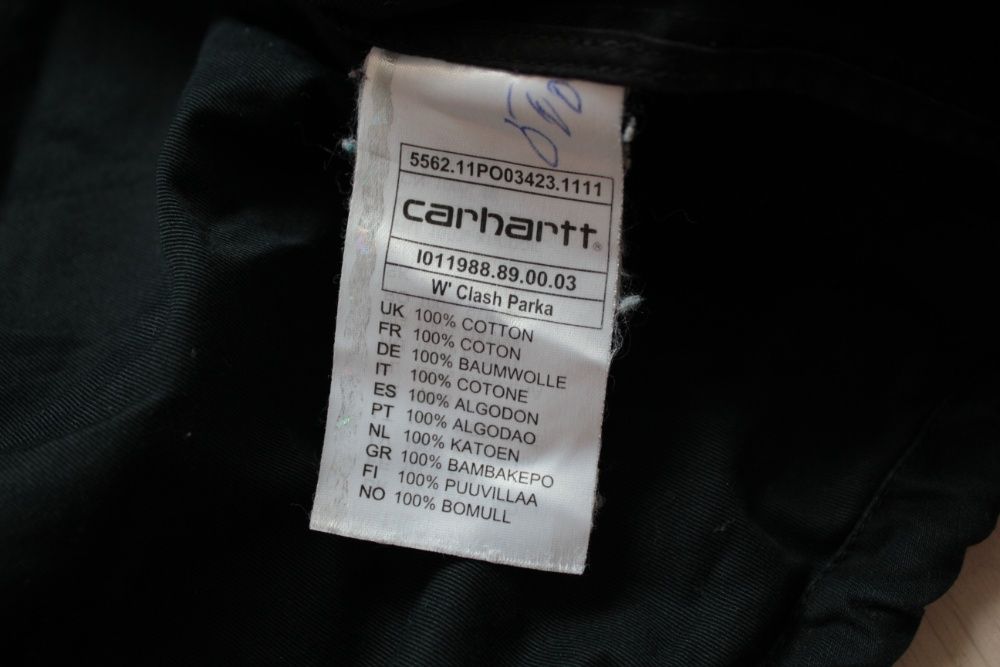 5562.11PO03423.1111
carhartt®
I011988.89.00.03
W' Clash Parka
UK 100% COTTON
FR 100% COTON
DE 100% BAUMWOLLE
IT 100% COTONE
ES 100% ALGODON
PT 100% ALGODAO
NL 100% KATOEN
GR 100% BAMBAKEPO
FI 100% PUUVILLAA
NO 100% BOMULL